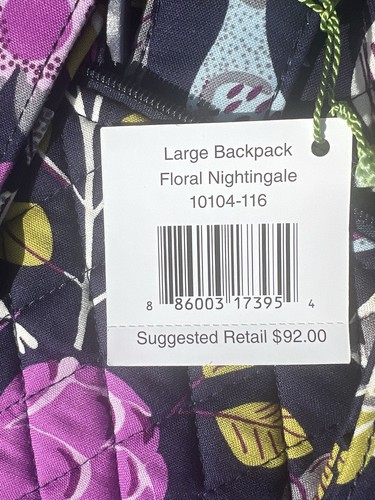 Large Backpack
Floral Nightingale
10104-116
8 86003 17395 4
Suggested Retail $92.00